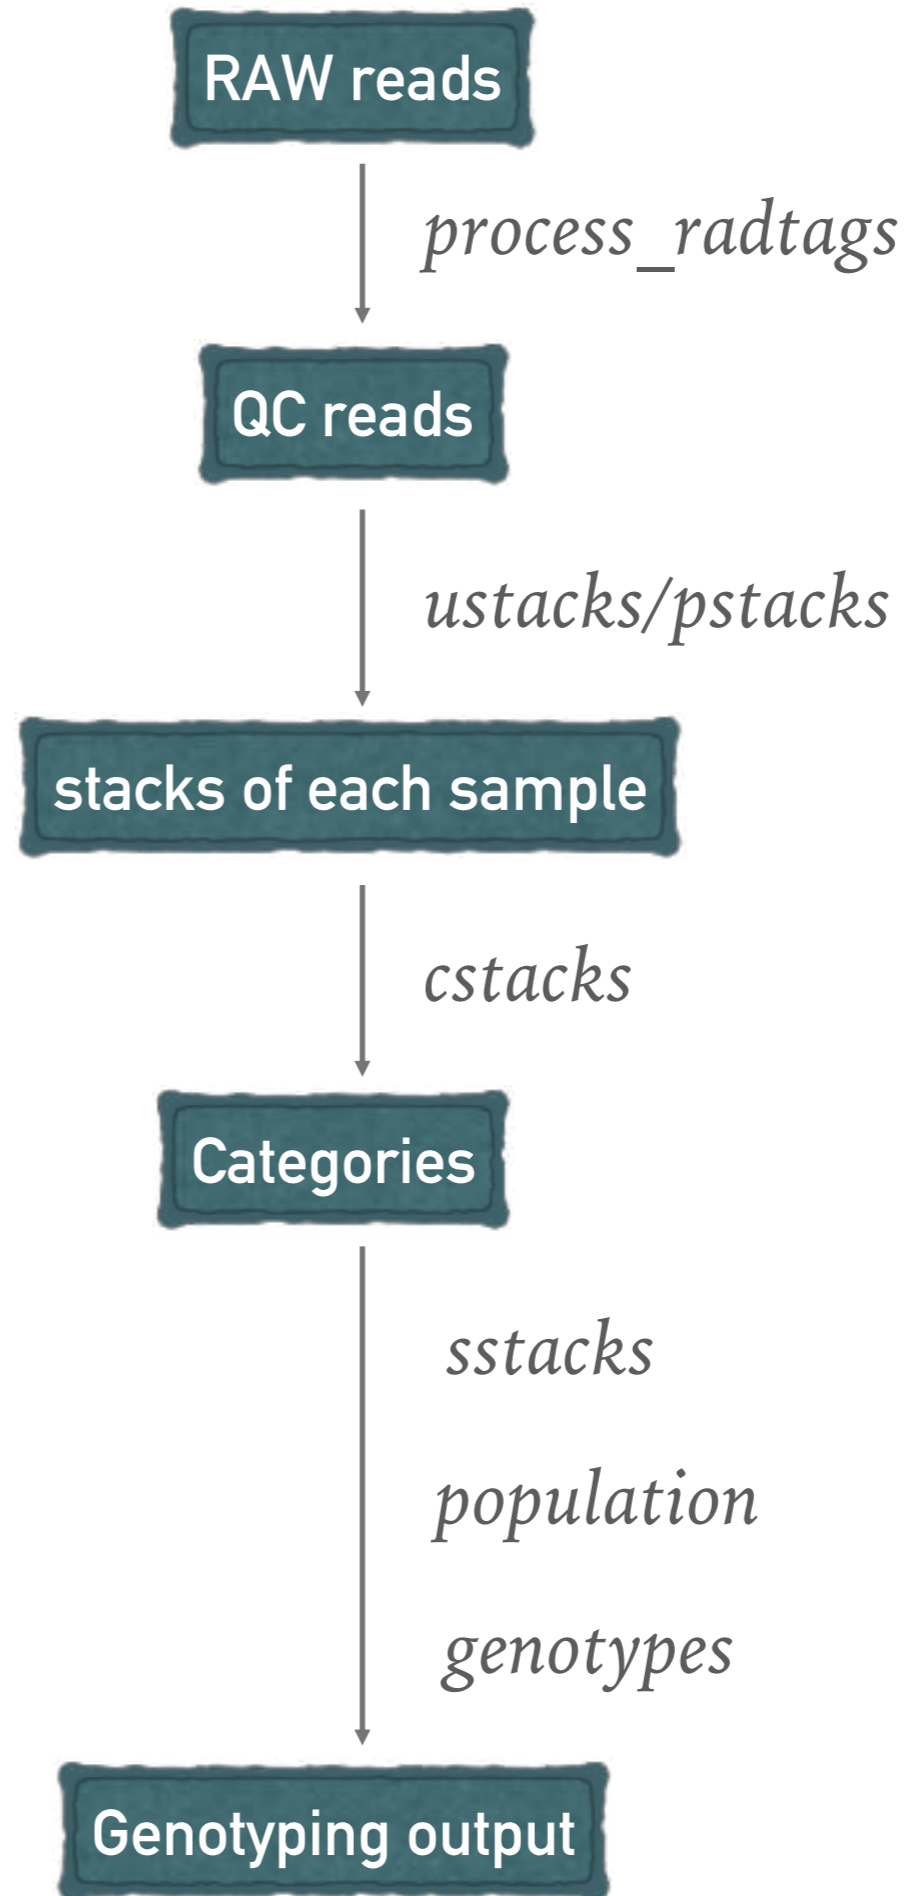 RAW reads
process_radtags
QC reads
ustacks/pstacks
stacks of each sample
cstacks
Categories
sstacks
population
genotypes
Genotyping output